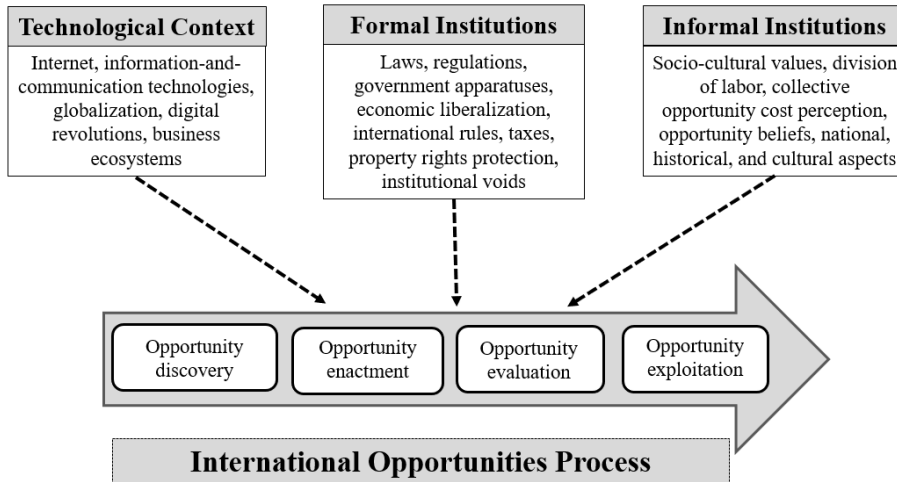 Technological Context
Internet, information-and-
communication technologies,
globalization, digital
revolutions, business
ecosystems
Formal Institutions
Laws, regulations,
government apparatuses,
economic liberalization,
international rules, taxes,
property rights protection,
institutional voids
Informal Institutions
Socio-cultural values, division
of labor, collective
opportunity cost perception,
opportunity beliefs, national,
historical, and cultural aspects
Opportunity
discovery
Opportunity
enactment
Opportunity
evaluation
Opportunity
exploitation
International Opportunities Process